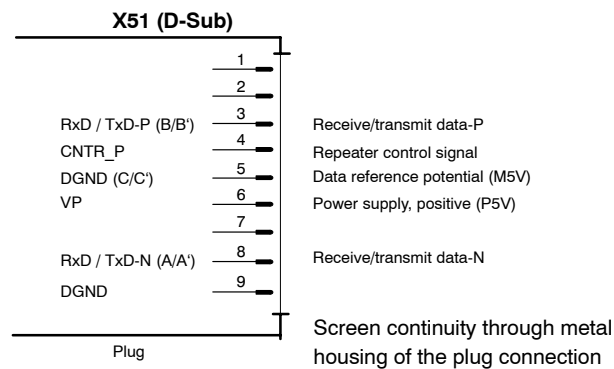 X51 (D-Sub)
1
2
RxD / TxD-P (B/B‘) 3 Receive/transmit data-P
CNTR_P 4 Repeater control signal
DGND (C/C‘) 5 Data reference potential (M5V)
VP 6 Power supply, positive (P5V)
7
RxD / TxD-N (A/A‘) 8 Receive/transmit data-N
DGND 9
Plug
Screen continuity through metal
housing of the plug connection